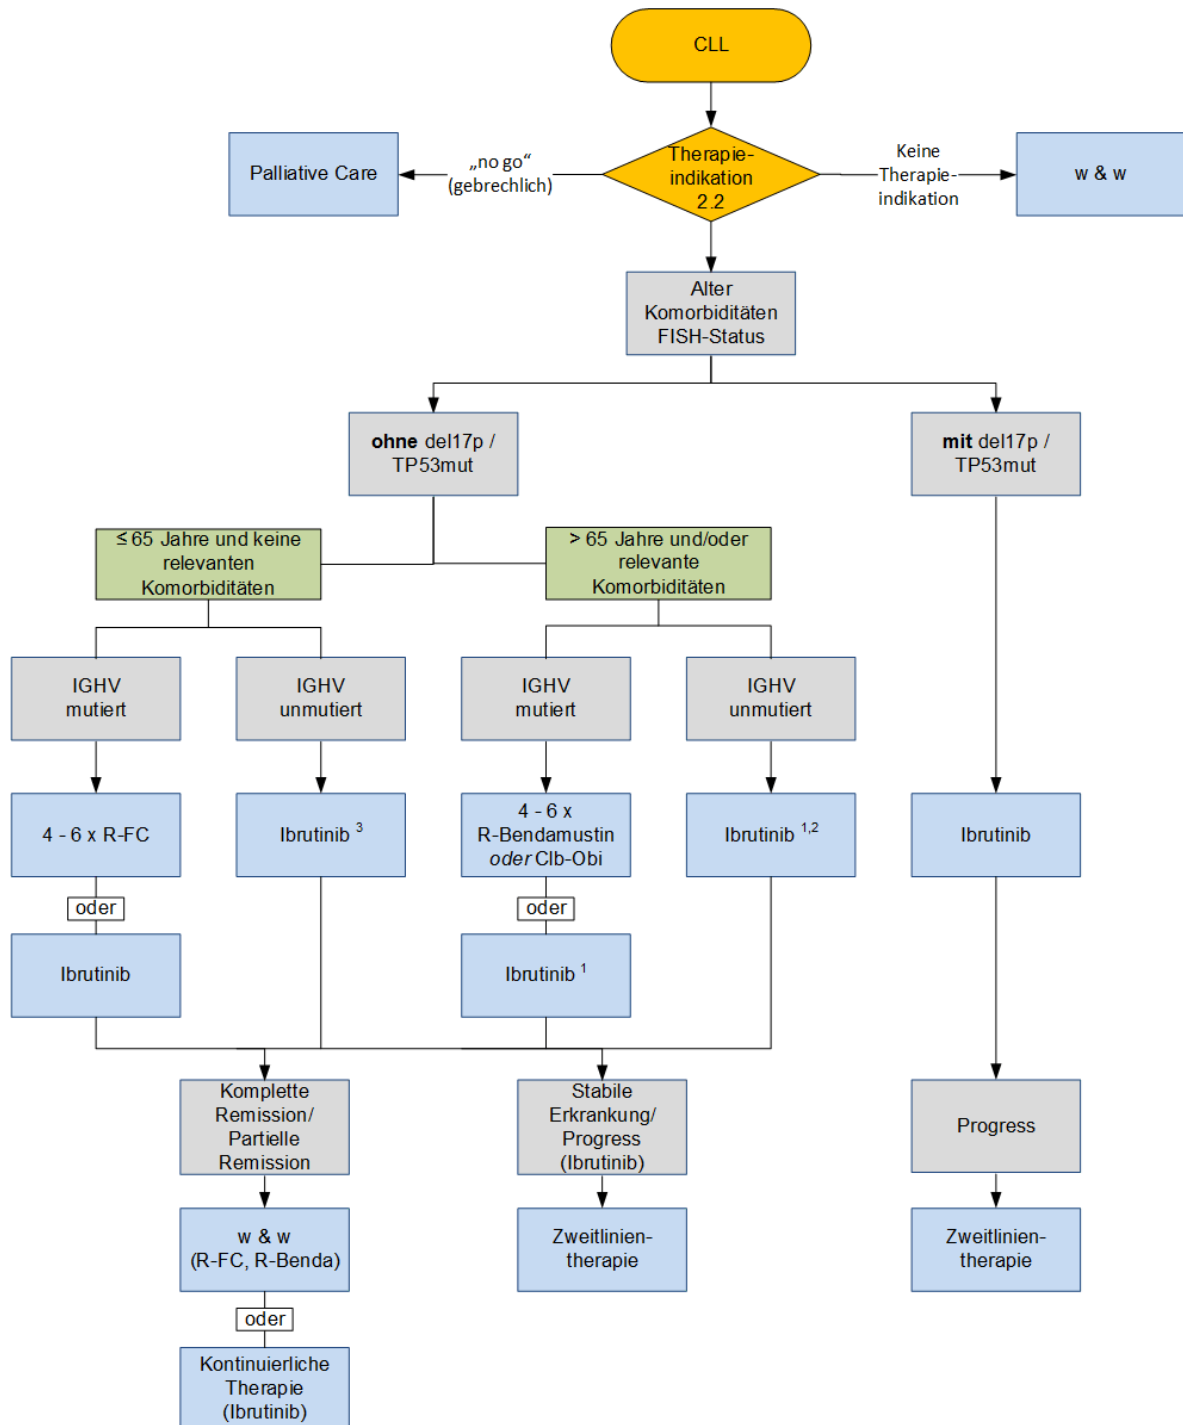 CLL
Palliative Care
„no go“
(gebrechlich)
Therapie-
indikation
2.2
Keine
Therapie-
indikation
w & w
Alter
Komorbiditäten
FISH-Status
ohne del17p /
TP53mut
mit del17p /
TP53mut
≤ 65 Jahre und keine
relevanten
Komorbiditäten
> 65 Jahre und/oder
relevante
Komorbiditäten
IGHV
mutiert
IGHV
unmutiert
IGHV
mutiert
IGHV
unmutiert
4 - 6 x R-FC
Ibrutinib 3
4 - 6 x
R-Bendamustin
oder Clb-Obi
Ibrutinib 1,2
Ibrutinib
oder
oder
Ibrutinib
Ibrutinib 1
Komplette
Remission/
Partielle
Remission
Stabile
Erkrankung/
Progress
(Ibrutinib)
Progress
w & w
(R-FC, R-Benda)
Zweitlinien-
therapie
Zweitlinien-
therapie
oder
Kontinuierliche
Therapie
(Ibrutinib)